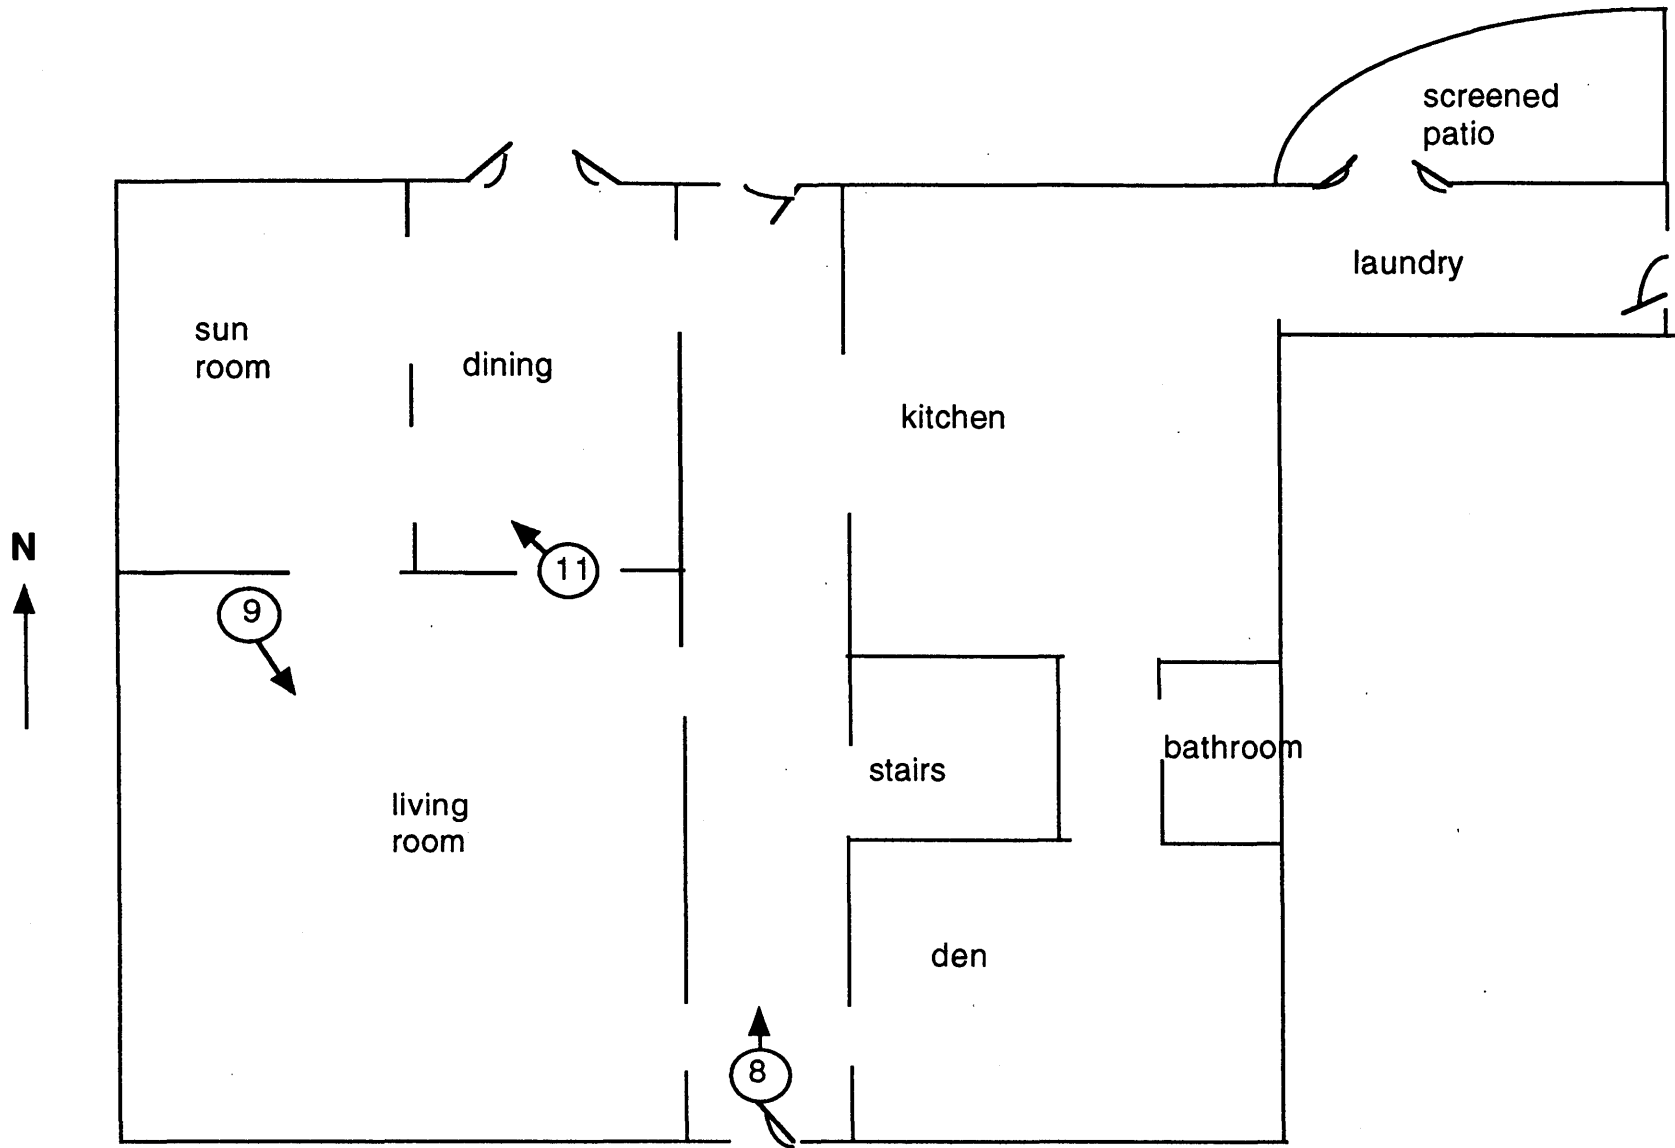 screened
patio
laundry
sun
room
dining
kitchen
N
11
9
bathroom
stairs
living
room
den
8